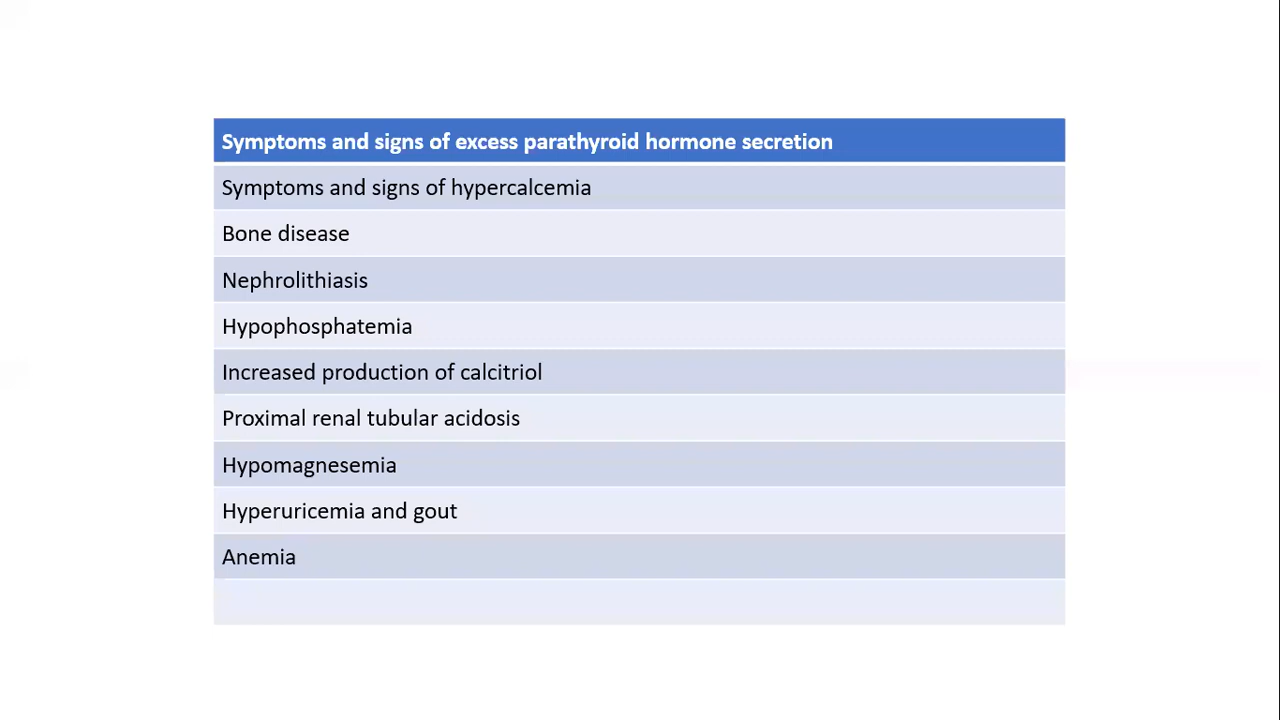 Symptoms and signs of excess parathyroid hormone secretion
Symptoms and signs of hypercalcemia
Bone disease
Nephrolithiasis
Hypophosphatemia
Increased production of calcitriol
Proximal renal tubular acidosis
Hypomagnesemia
Hyperuricemia and gout
Anemia